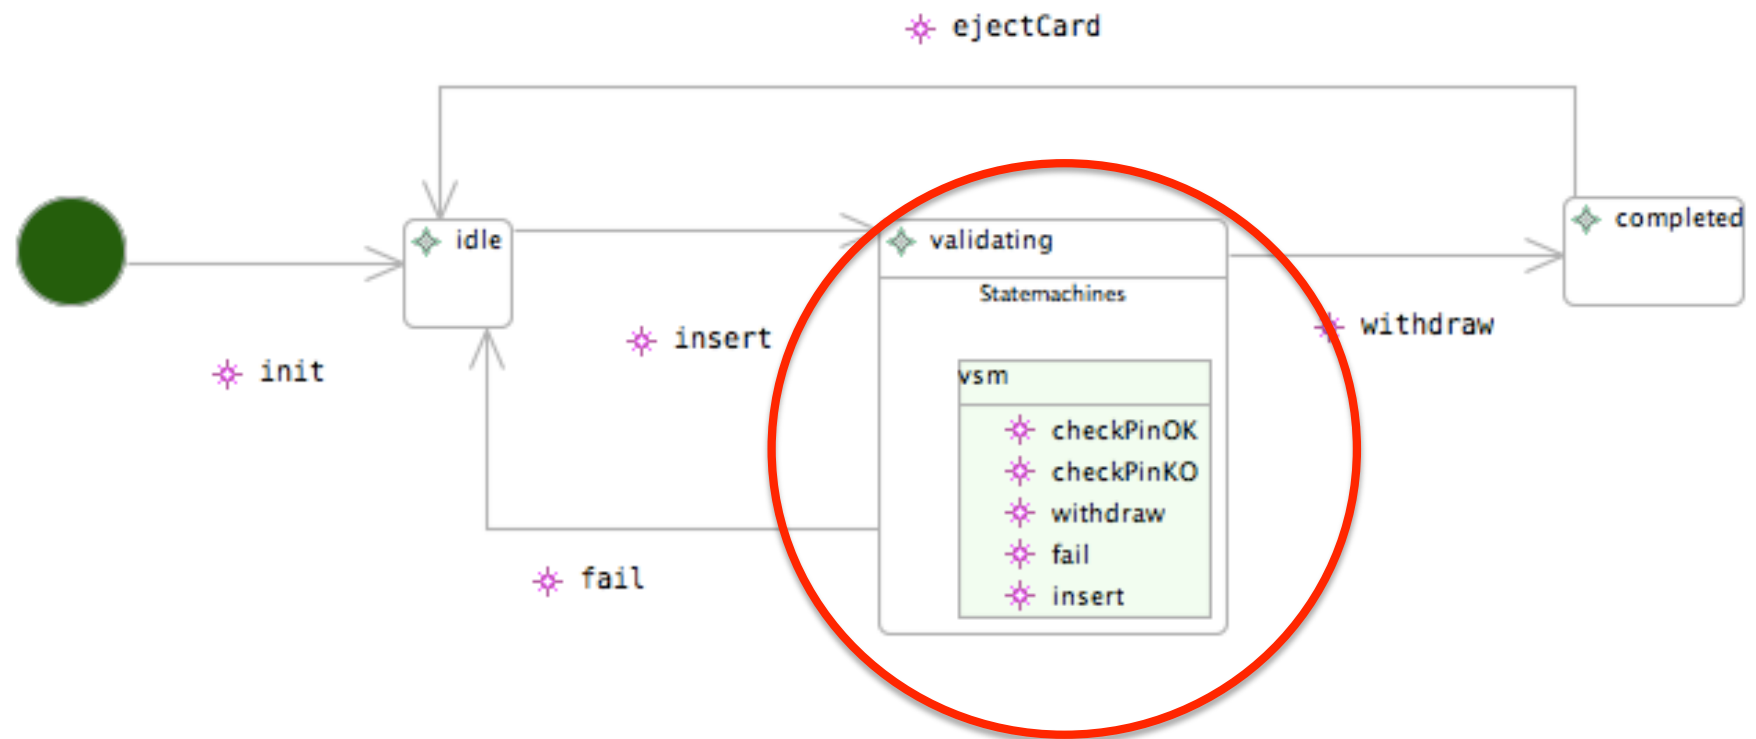 ejectCard
idle
validating
completed
Statemachines
insert
withdraw
init
vsm
checkPinOK
checkPinKO
withdraw
fail
insert
fail